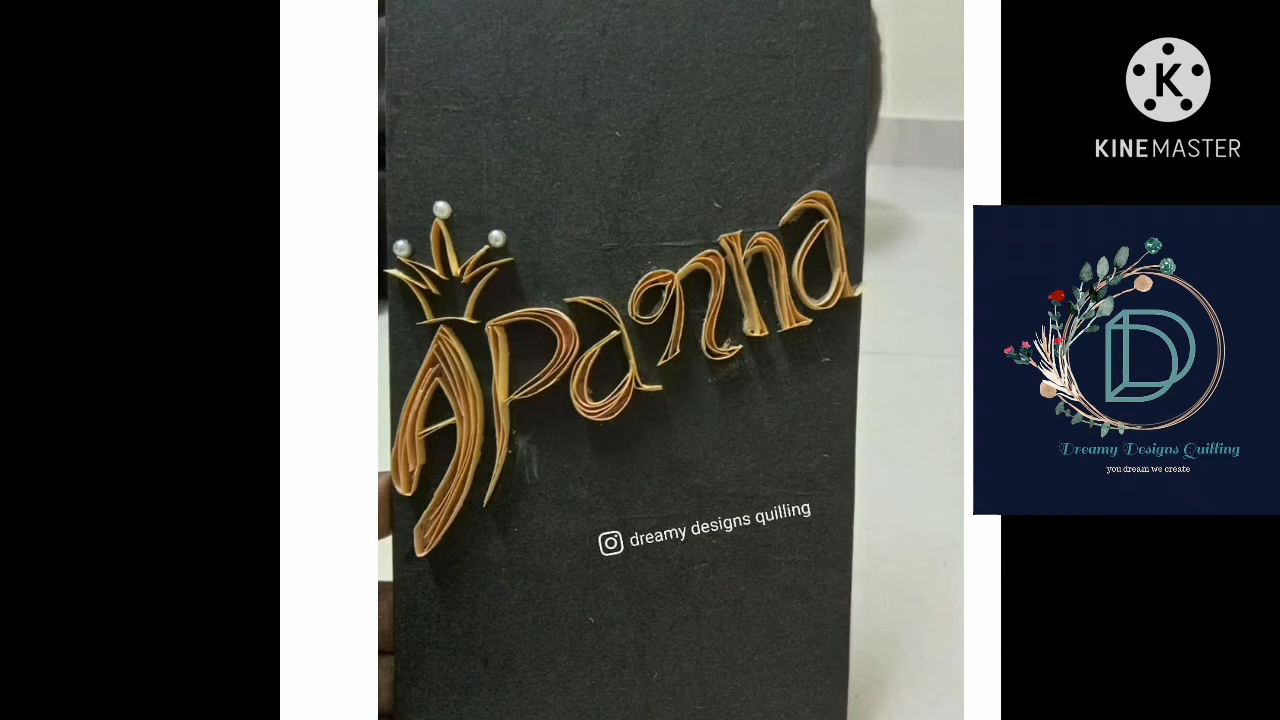 Apanna
dreamy designs quilling
K
KINEMASTER
D
Dreamy Designs Quilling
you dream we create